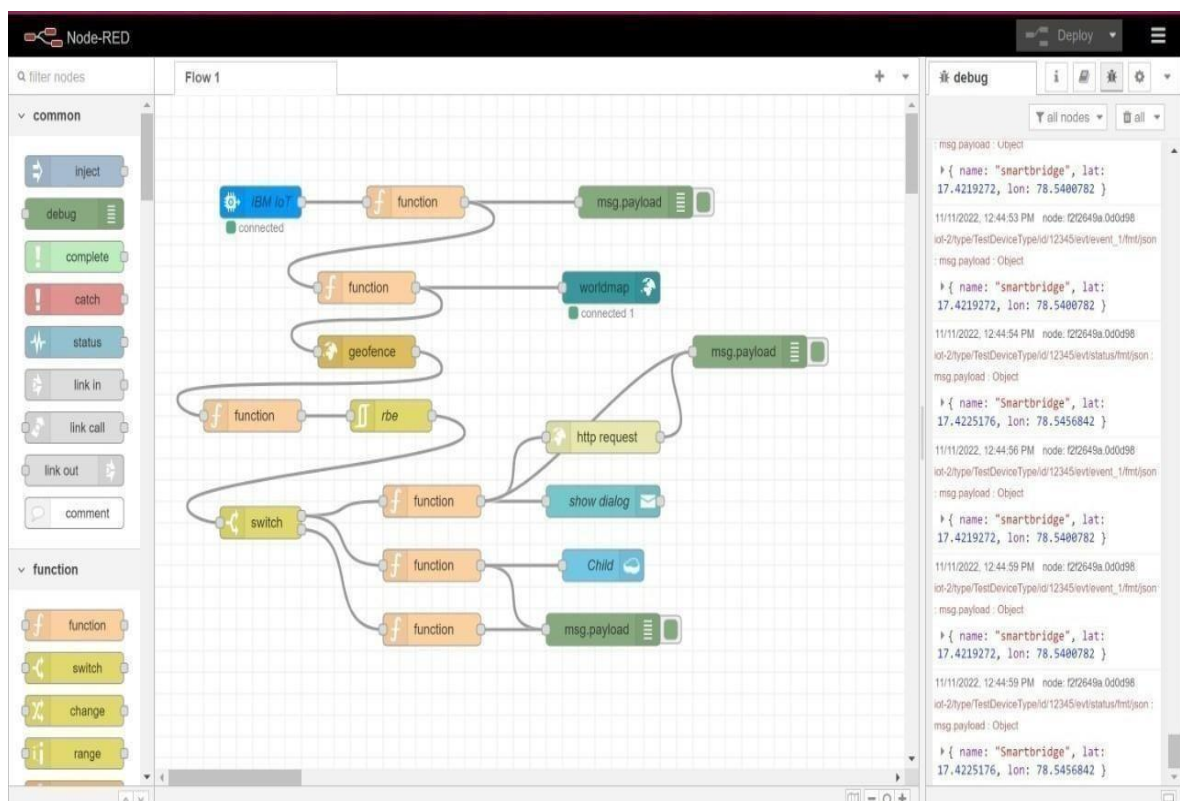 Node-RED
Deploy
filter nodes
Flow 1
debug
i
all nodes
all
common
inject
debug
complete
catch
status
link in
link call
link out
comment
function
function
switch
change
range
IBM IoT
connected
function
msg.payload
function
worldmap
connected 1
geofence
msg.payload
function
rbe
http request
function
show dialog
switch
function
Child
function
msg.payload
: msg.payload : Object
{ name: "smartbridge", lat:
17.4219272, lon: 78.5400782 }
11/11/2022, 12:44:53 PM node: f2f2649a.0d0d98
iot-2/type/TestDeviceType/id/12345/evt/event_1/fmt/json
: msg.payload : Object
{ name: "smartbridge", lat:
17.4219272, lon: 78.5400782 }
11/11/2022, 12:44:54 PM node: f2f2649a.0d0d98
iot-2/type/TestDeviceType/id/12345/evt/status/fmt/json :
msg.payload : Object
{ name: "Smartbridge", lat:
17.4225176, lon: 78.5456842 }
11/11/2022, 12:44:56 PM node: f2f2649a.0d0d98
iot-2/type/TestDeviceType/id/12345/evt/event_1/fmt/json
: msg.payload : Object
{ name: "smartbridge", lat:
17.4219272, lon: 78.5400782 }
11/11/2022, 12:44:59 PM node: f2f2649a.0d0d98
iot-2/type/TestDeviceType/id/12345/evt/event_1/fmt/json
: msg.payload : Object
{ name: "smartbridge", lat:
17.4219272, lon: 78.5400782 }
11/11/2022, 12:44:59 PM node: f2f2649a.0d0d98
iot-2/type/TestDeviceType/id/12345/evt/status/fmt/json :
msg.payload : Object
{ name: "Smartbridge", lat:
17.4225176, lon: 78.5456842 }